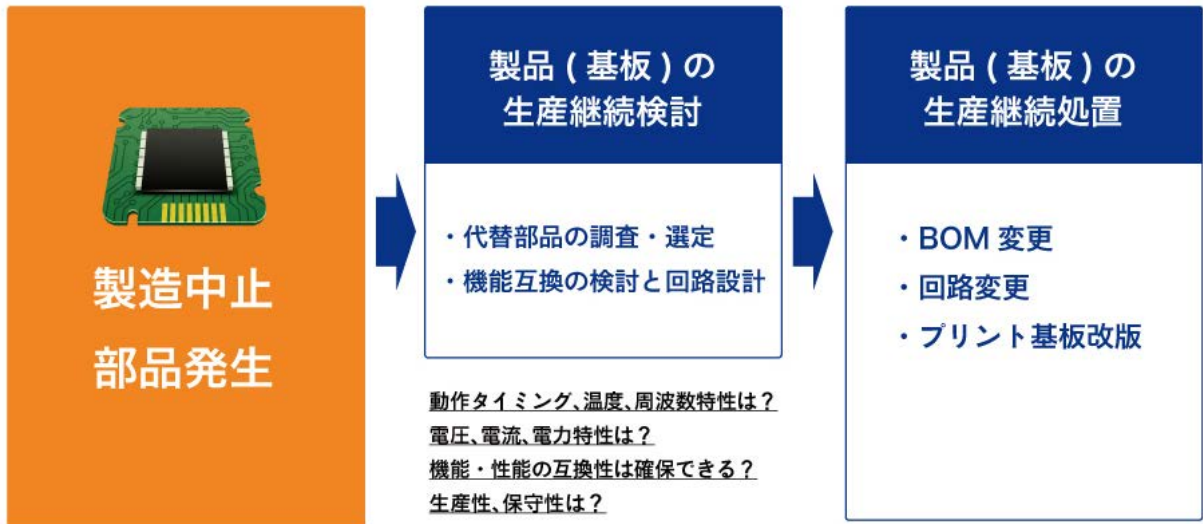 製造中止
部品発生
製品 ( 基板 ) の
生産継続検討
・代替部品の調査・選定
・機能互換の検討と回路設計
動作タイミング、温度、周波数特性は？
電圧、電流、電力特性は？
機能・性能の互換性は確保できる？
生産性、保守性は？
製品 ( 基板 ) の
生産継続処置
・BOM 変更
・回路変更
・プリント基板改版